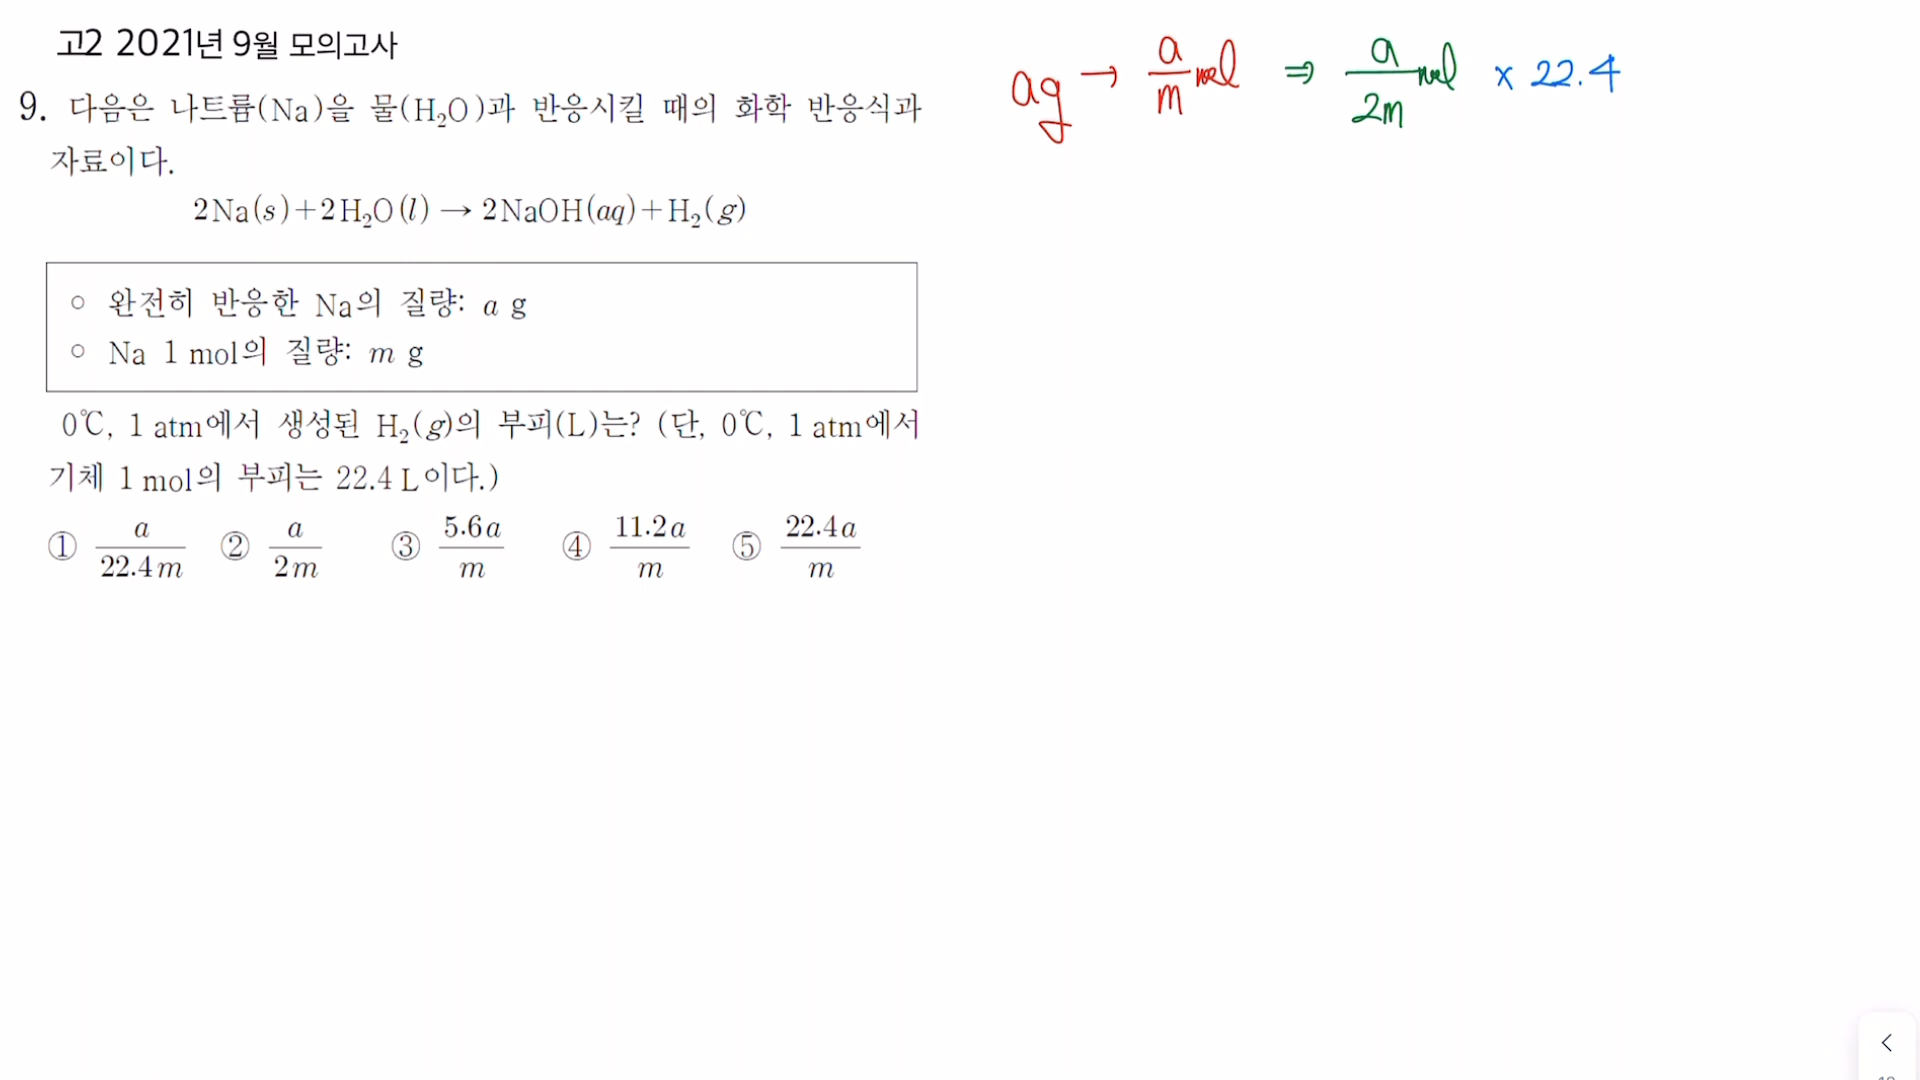 고2 2021년 9월 모의고사
9. 다음은 나트륨(Na)을 물(H₂O)과 반응시킬 때의 화학 반응식과
자료이다.
2Na(s)+2H₂O(l) → 2NaOH(aq)+H₂(g)
○ 완전히 반응한 Na의 질량: a g
○ Na 1 mol의 질량: m g
0℃, 1 atm에서 생성된 H₂(g)의 부피(L)는? (단, 0℃, 1 atm에서
기체 1 mol의 부피는 22.4 L이다.)
① a/22.4m ② a/2m ③ 5.6a/m ④ 11.2a/m ⑤ 22.4a/m
ag → a/m mol ⇒ a/2m mol × 22.4